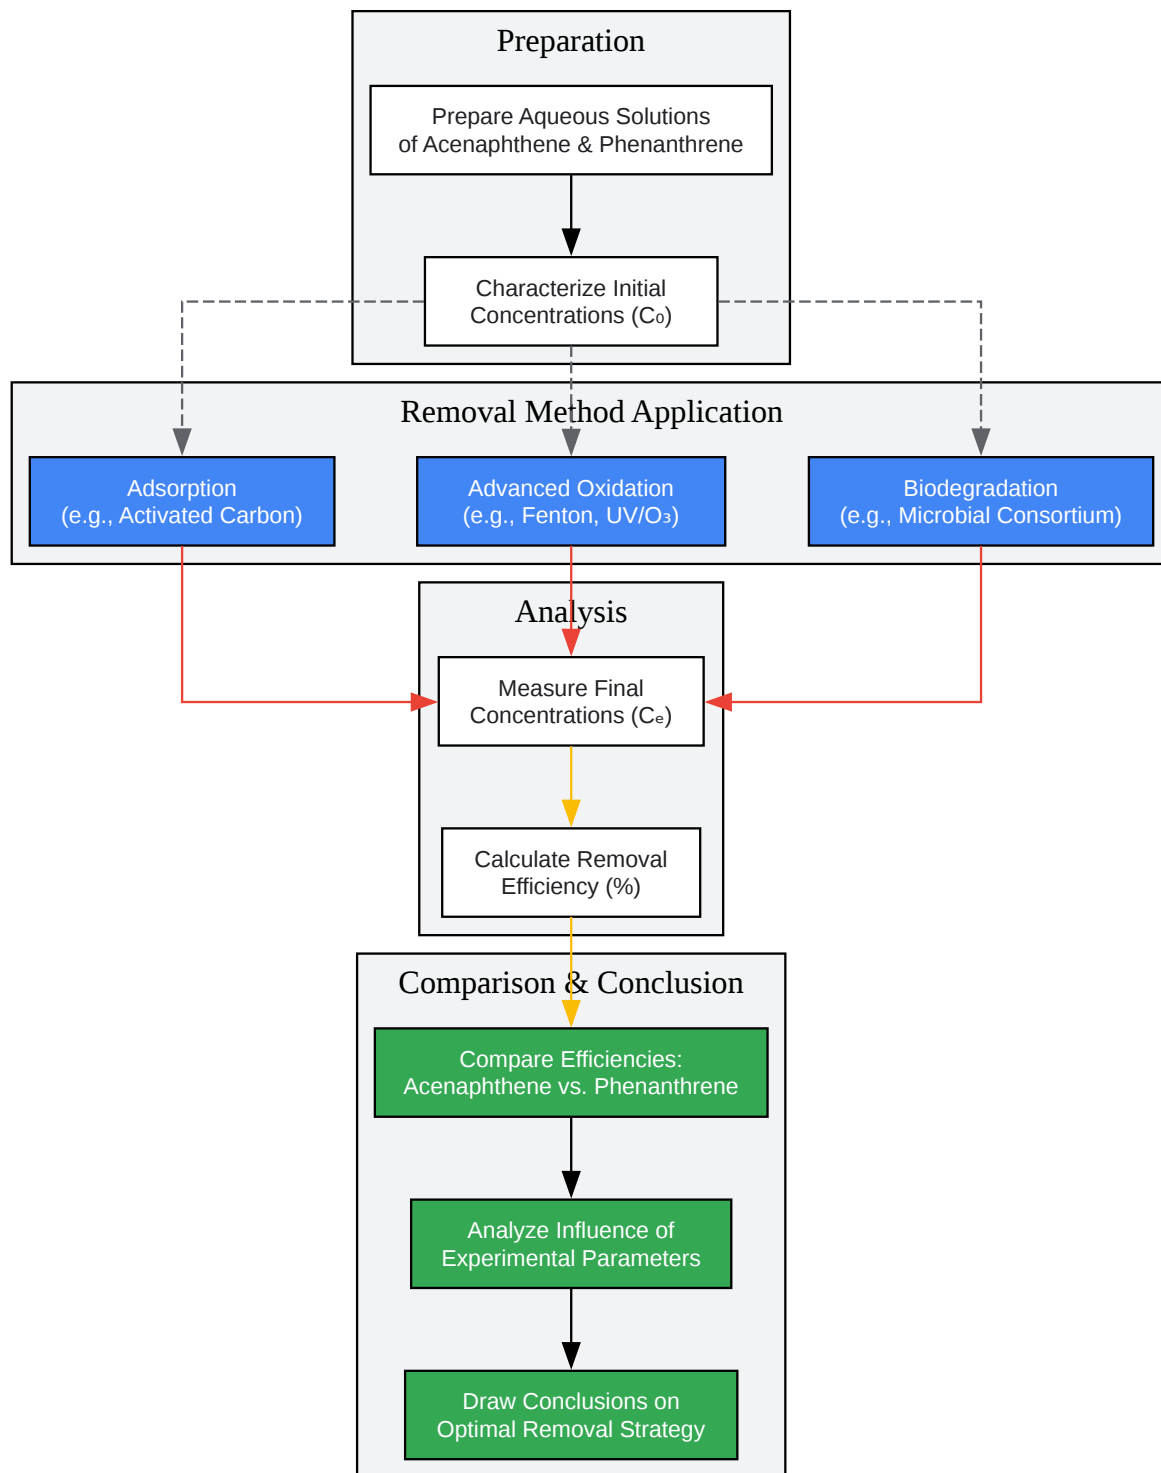 Preparation
Prepare Aqueous Solutions
of Acenaphthene & Phenanthrene
Characterize Initial
Concentrations (C₀)
Removal Method Application
Adsorption
(e.g., Activated Carbon)
Advanced Oxidation
(e.g., Fenton, UV/O₃)
Biodegradation
(e.g., Microbial Consortium)
Analysis
Measure Final
Concentrations (Cₑ)
Calculate Removal
Efficiency (%)
Comparison & Conclusion
Compare Efficiencies:
Acenaphthene vs. Phenanthrene
Analyze Influence of
Experimental Parameters
Draw Conclusions on
Optimal Removal Strategy